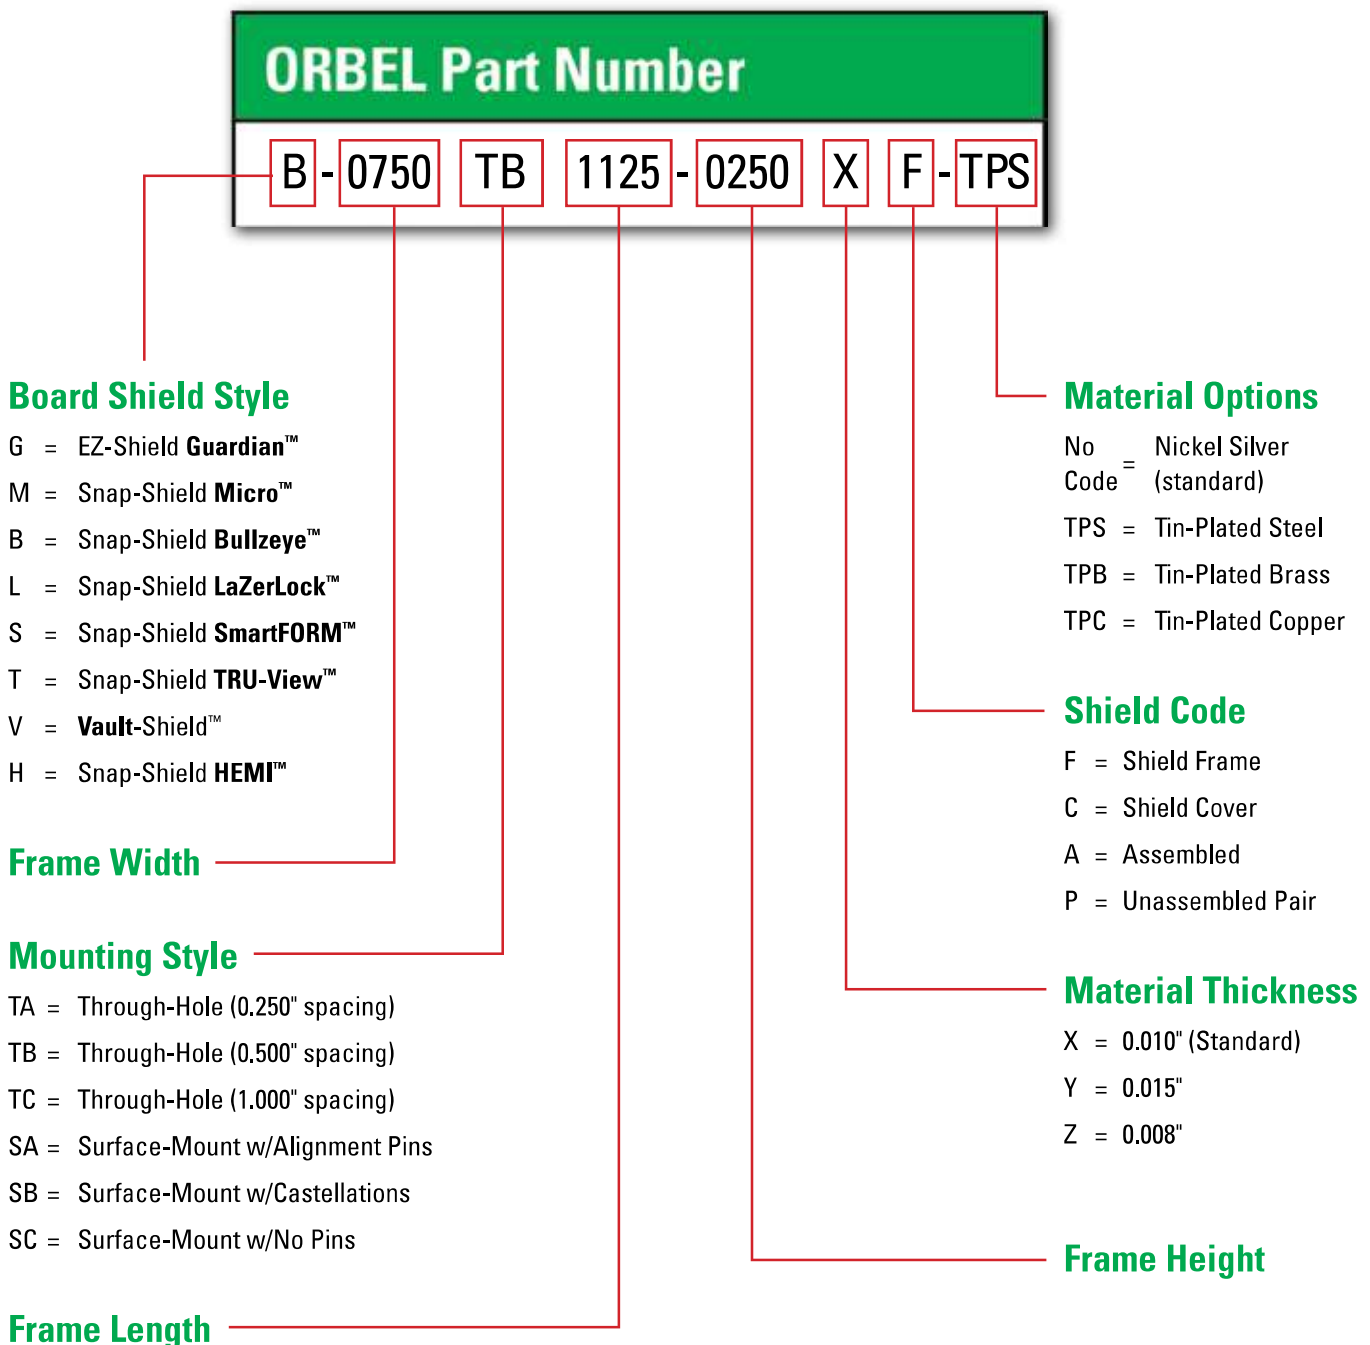 ORBEL Part Number
B - 0750 TB 1125 - 0250 X F - TPS
Board Shield Style
G = EZ-Shield Guardian™
M = Snap-Shield Micro™
B = Snap-Shield Bullzeye™
L = Snap-Shield LaZerLock™
S = Snap-Shield SmartFORM™
T = Snap-Shield TRU-View™
V = Vault-Shield™
H = Snap-Shield HEMI™
Frame Width
Mounting Style
TA = Through-Hole (0.250" spacing)
TB = Through-Hole (0.500" spacing)
TC = Through-Hole (1.000" spacing)
SA = Surface-Mount w/Alignment Pins
SB = Surface-Mount w/Castellations
SC = Surface-Mount w/No Pins
Frame Length
Material Options
No Code = Nickel Silver (standard)
TPS = Tin-Plated Steel
TPB = Tin-Plated Brass
TPC = Tin-Plated Copper
Shield Code
F = Shield Frame
C = Shield Cover
A = Assembled
P = Unassembled Pair
Material Thickness
X = 0.010" (Standard)
Y = 0.015"
Z = 0.008"
Frame Height